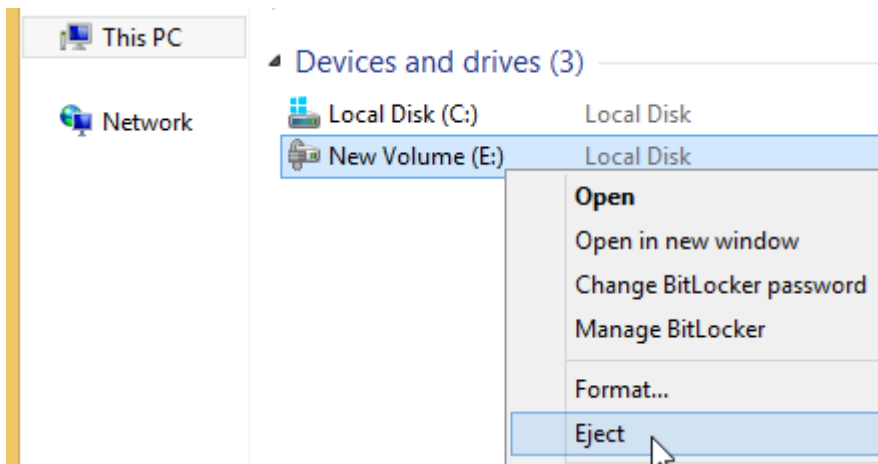 This PC
Devices and drives (3)
Network
Local Disk (C:) Local Disk
New Volume (E:) Local Disk
Open
Open in new window
Change BitLocker password
Manage BitLocker
Format...
Eject